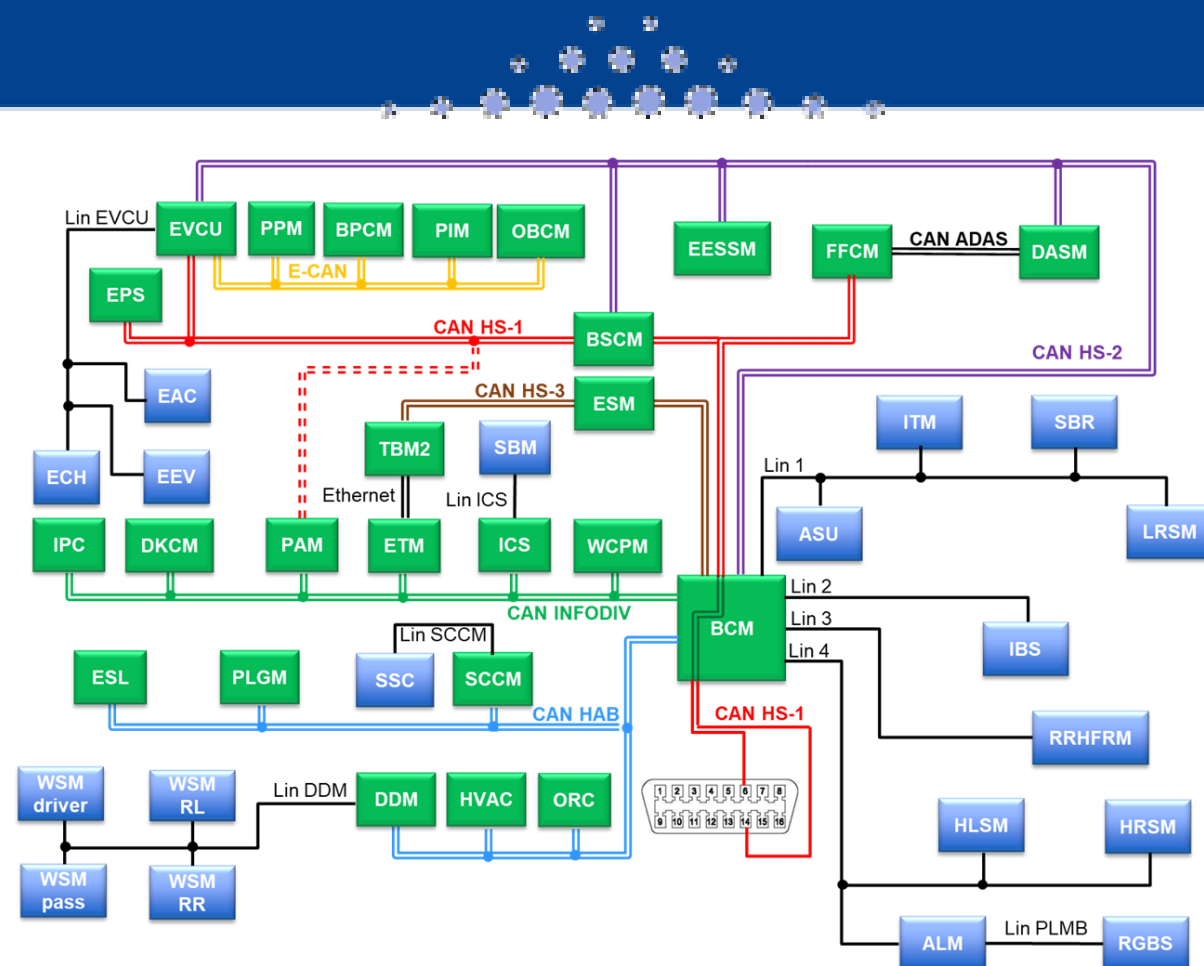 Lin EVCU
EVCU
PPM
BPCM
PIM
OBCM
EESSM
FFCM
CAN ADAS
DASM
E-CAN
EPS
CAN HS-1
BSCM
CAN HS-2
EAC
CAN HS-3
ESM
ITM
SBR
TBM2
SBM
ECH
EEV
Lin 1
Ethernet
Lin ICS
ASU
LRSM
IPC
DKCM
PAM
ETM
ICS
WCPM
CAN INFODIV
BCM
Lin 2
Lin 3
Lin 4
IBS
Lin SCCM
ESL
PLGM
SSC
SCCM
CAN HAB
CAN HS-1
RRHFRM
WSM
driver
WSM
RL
Lin DDM
DDM
HVAC
ORC
1 2 3 4 5 6 7 8
9 10 11 12 13 14 15 16
HLSM
HRSM
WSM
pass
WSM
RR
ALM
Lin PLMB
RGBS